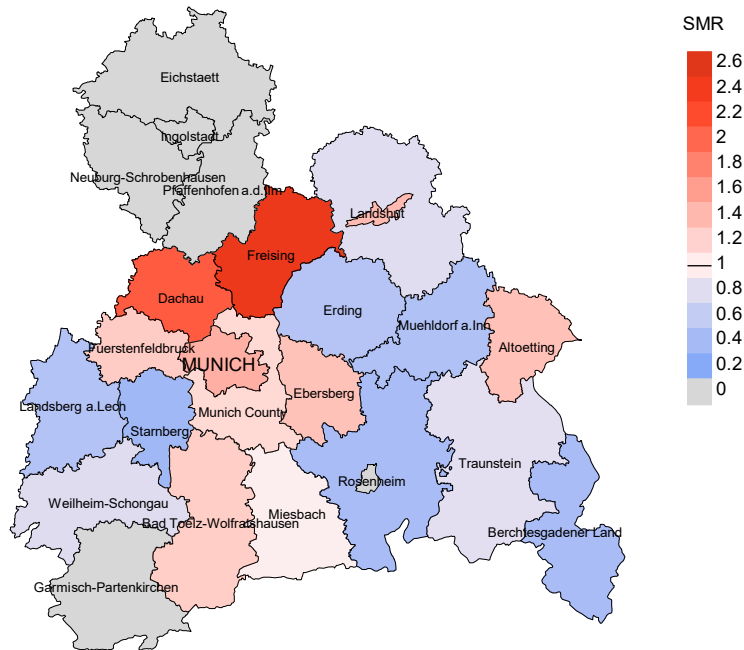 SMR
2.6
2.4
2.2
2
1.8
1.6
1.4
1.2
1
0.8
0.6
0.4
0.2
0
Eichstaett
Ingolstadt
Neuburg-Schrobenhausen
Pfaffenhofen a.d.Ilm
Landshut
Freising
Dachau
Erding
Muehldorf a.Inn
Fuerstenfeldbruck
MUNICH
Altoetting
Ebersberg
Landsberg a.Lech
Munich County
Starnberg
Traunstein
Rosenheim
Weilheim-Schongau
Miesbach
Bad Toelz-Wolfratshausen
Berchtesgadener Land
Garmisch-Partenkirchen